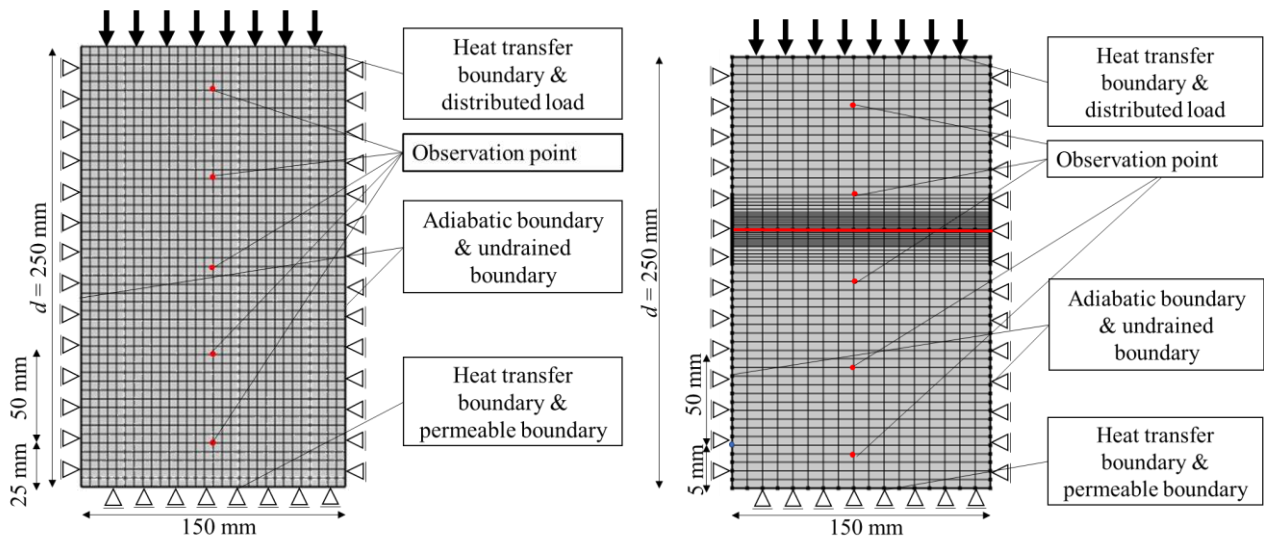 Heat transfer
boundary &
distributed load
Observation point
Adiabatic boundary
& undrained
boundary
Heat transfer
boundary &
permeable boundary
d = 250 mm
50 mm
25 mm
150 mm
Heat transfer
boundary &
distributed load
Observation point
Adiabatic boundary
& undrained
boundary
Heat transfer
boundary &
permeable boundary
d = 250 mm
50 mm
5 mm
150 mm